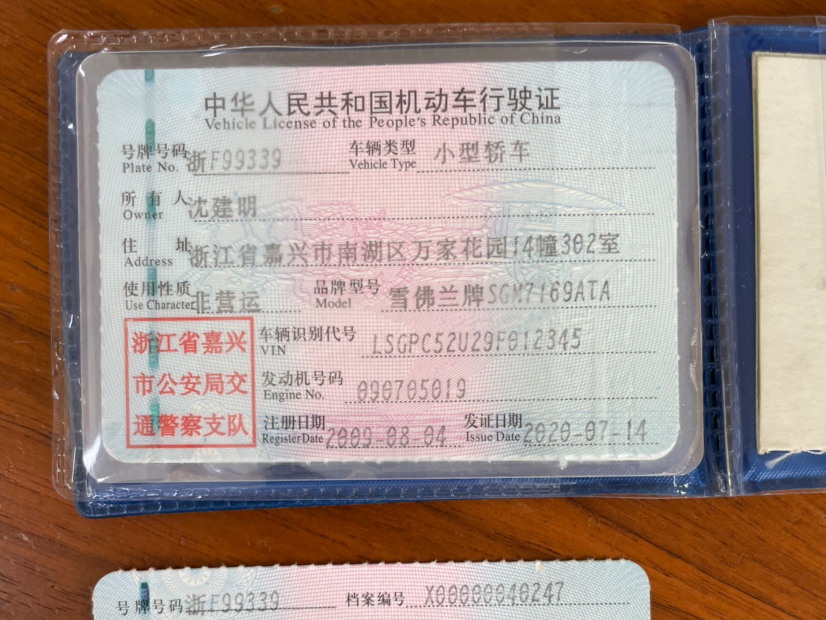 中华人民共和国机动车行驶证
Vehicle License of the People's Republic of China
号牌号码 浙F99339 车辆类型 小型轿车
Plate No. Vehicle Type
所有人 沈建明
Owner
住址 浙江省嘉兴市南湖区万家花园14幢302室
Address
使用性质 非营运 品牌型号 雪佛兰牌SGM7169ATA
Use Character Model
浙江省嘉兴
市公安局交
通警察支队
车辆识别代号 LSGPC52U29F012345
VIN
发动机号码 090705019
Engine No.
注册日期 2009-08-04 发证日期 2020-07-14
Register Date Issue Date
号牌号码 浙F99339 档案编号 X00000040247